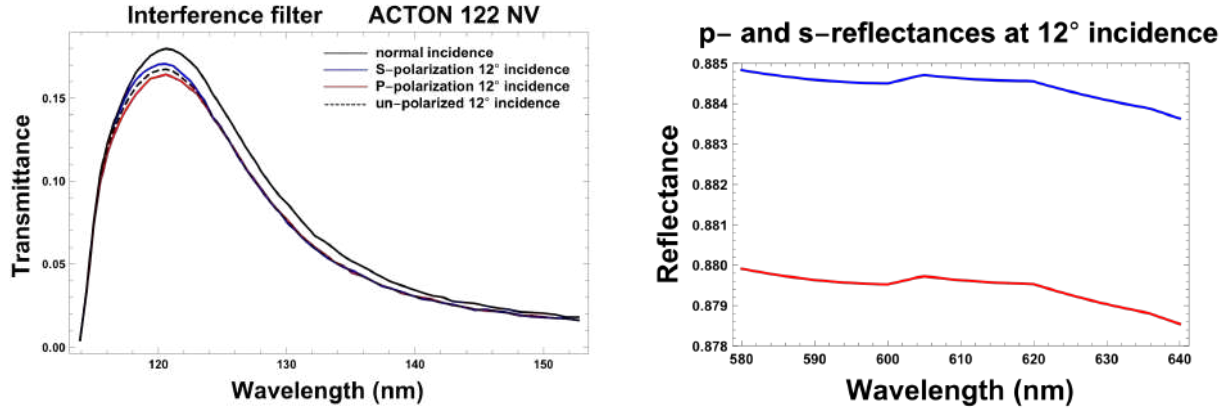 Interference filter ACTON 122 NV
normal incidence
S-polarization 12° incidence
P-polarization 12° incidence
un-polarized 12° incidence
Transmittance
0.15
0.10
0.05
0.00
120 130 140 150
Wavelength (nm)
p- and s-reflectances at 12° incidence
Reflectance
0.885
0.884
0.883
0.882
0.881
0.880
0.879
0.878
580 590 600 610 620 630 640
Wavelength (nm)